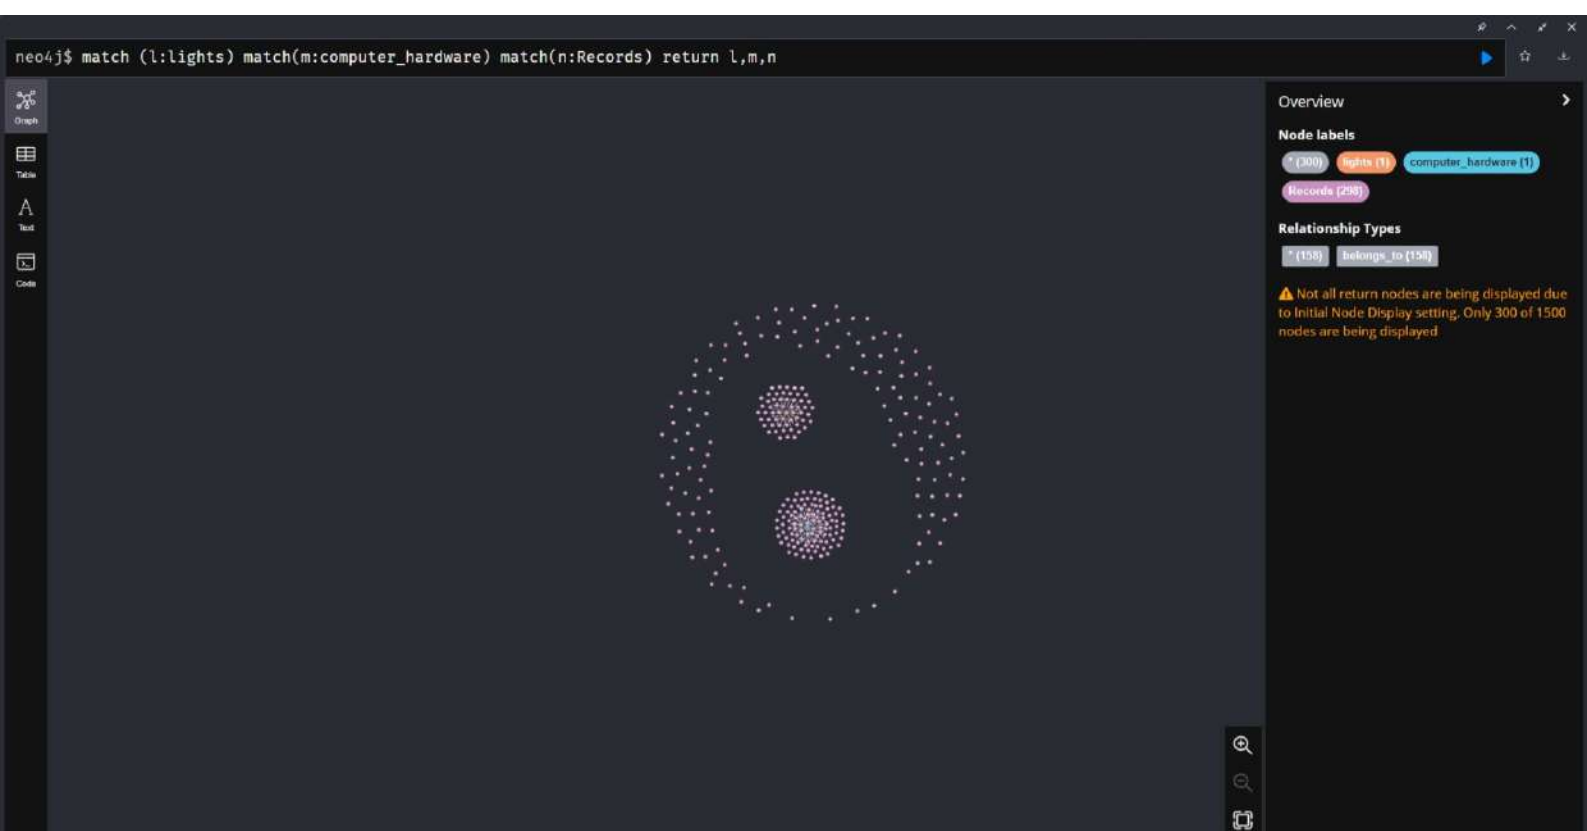 neo4j$ match (l:lights) match(m:computer_hardware) match(n:Records) return l,m,n
Graph
Table
Text
Code
Overview
Node labels
* (300) lights (1) computer_hardware (1)
Records (298)
Relationship Types
* (158) belongs_to (158)
Not all return nodes are being displayed due
to Initial Node Display setting. Only 300 of 1500
nodes are being displayed